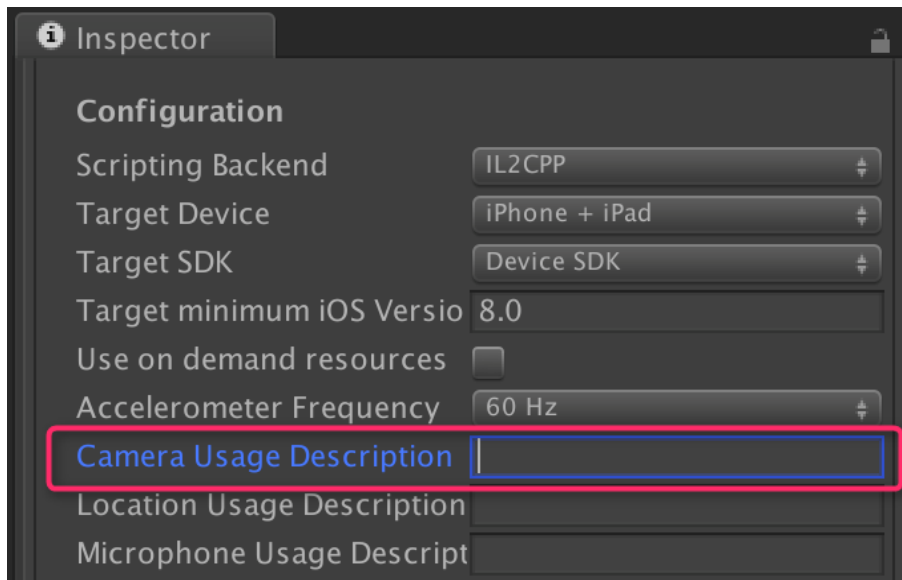 Inspector
Configuration
Scripting Backend IL2CPP
Target Device iPhone + iPad
Target SDK Device SDK
Target minimum iOS Versio 8.0
Use on demand resources
Accelerometer Frequency 60 Hz
Camera Usage Description
Location Usage Description
Microphone Usage Descript